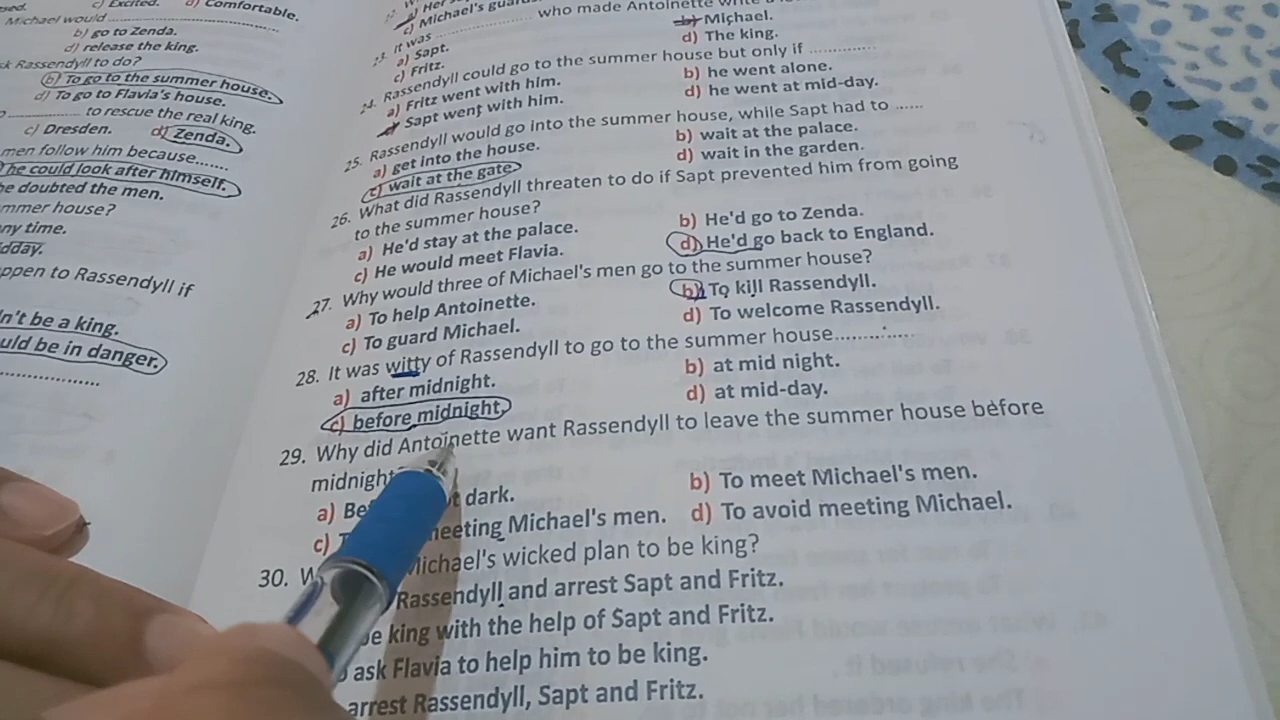 c) Excited.
d) Comfortable.
Michael would
b) go to Zenda.
d) release the king.
Rassendyll to do?
b) To go to the summer house.
d) To go to Flavia's house.
to rescue the real king.
c) Dresden. d) Zenda.
men follow him because......
he could look after himself.
he doubted the men.
house?
time.
Rassendyll if
be a king.
be in danger.
c) Michael's
23. It was .................... who made Antoinette write a
a) Sapt. b) Michael.
c) Fritz. d) The king.
24. Rassendyll could go to the summer house but only if ..............
a) Fritz went with him. b) he went alone.
Sapt went with him. d) he went at mid-day.
25. Rassendyll would go into the summer house, while Sapt had to ......
a) get into the house. b) wait at the palace.
c) wait at the gate d) wait in the garden.
26. What did Rassendyll threaten to do if Sapt prevented him from going
to the summer house?
a) He'd stay at the palace. b) He'd go to Zenda.
c) He would meet Flavia. d) He'd go back to England.
27. Why would three of Michael's men go to the summer house?
a) To help Antoinette. b) To kill Rassendyll.
c) To guard Michael. d) To welcome Rassendyll.
28. It was witty of Rassendyll to go to the summer house..............
a) after midnight. b) at mid night.
c) before midnight. d) at mid-day.
29. Why did Antoinette want Rassendyll to leave the summer house before
midnight
a) dark. b) To meet Michael's men.
c) meeting Michael's men. d) To avoid meeting Michael.
30. Michael's wicked plan to be king?
Rassendyll and arrest Sapt and Fritz.
be king with the help of Sapt and Fritz.
ask Flavia to help him to be king.
arrest Rassendyll, Sapt and Fritz.